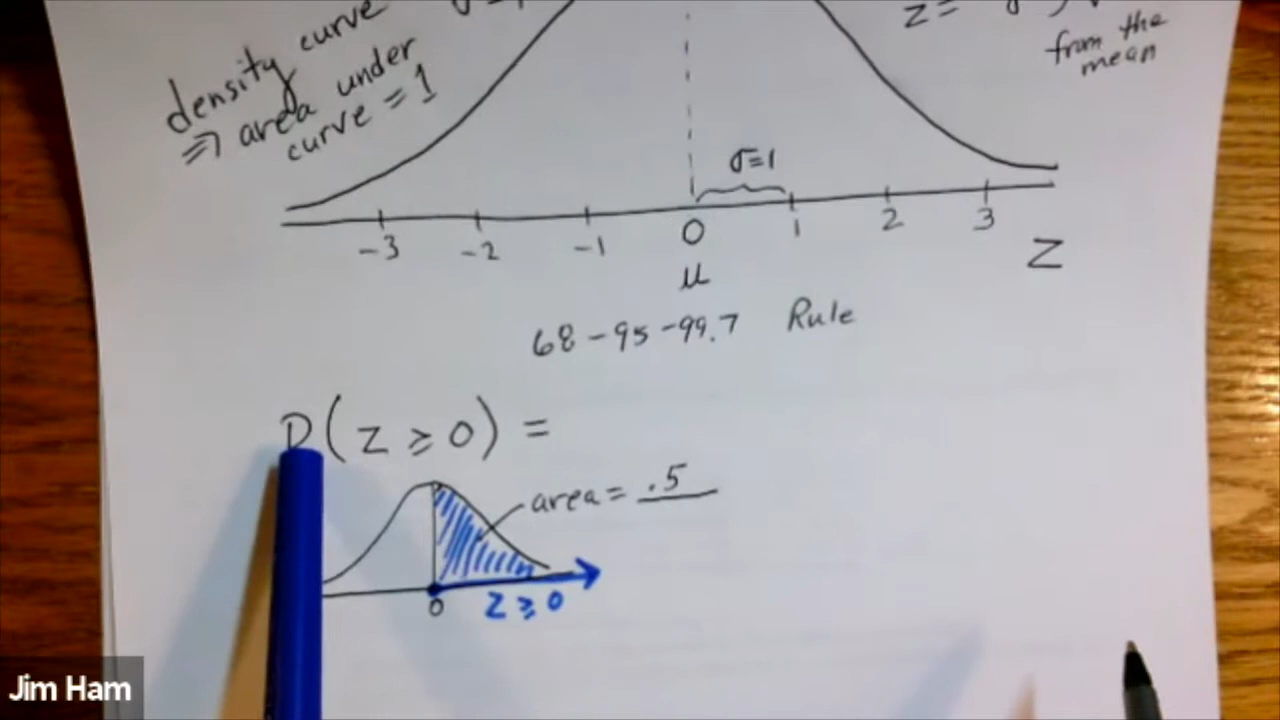 density curve
⇒ area under
curve = 1
z =
from the
mean
σ=1
-3 -2 -1 0 1 2 3
μ
Z
68-95-99.7 Rule
P(Z ≥ 0) =
area = .5
0
Z ≥ 0
Jim Ham